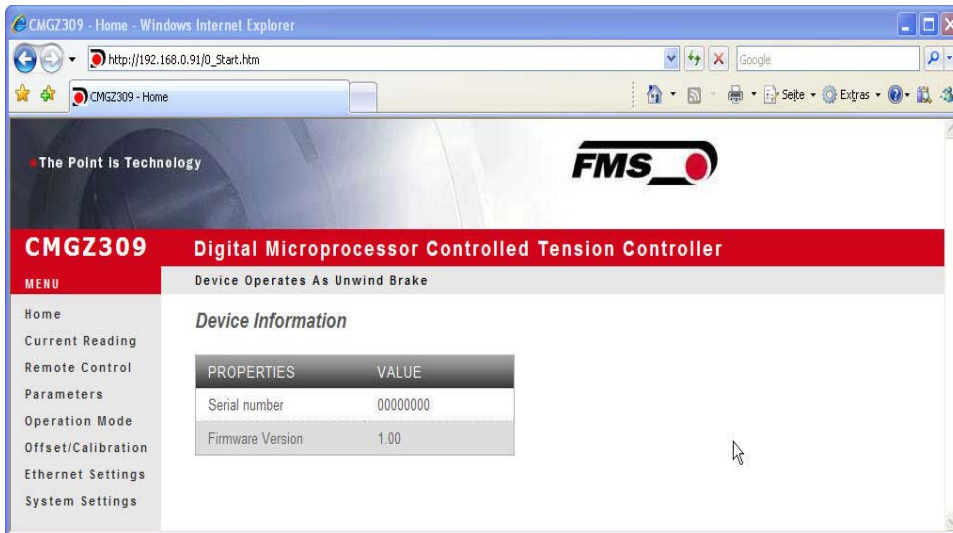 CMGZ309 - Home - Windows Internet Explorer
http://192.168.0.91/0_Start.htm
Google
CMGZ309 - Home
Seite
Extras
The Point is Technology
FMS
CMGZ309
Digital Microprocessor Controlled Tension Controller
MENU
Device Operates As Unwind Brake
Home
Current Reading
Remote Control
Parameters
Operation Mode
Offset/Calibration
Ethernet Settings
System Settings
Device Information
PROPERTIES VALUE
Serial number 00000000
Firmware Version 1.00